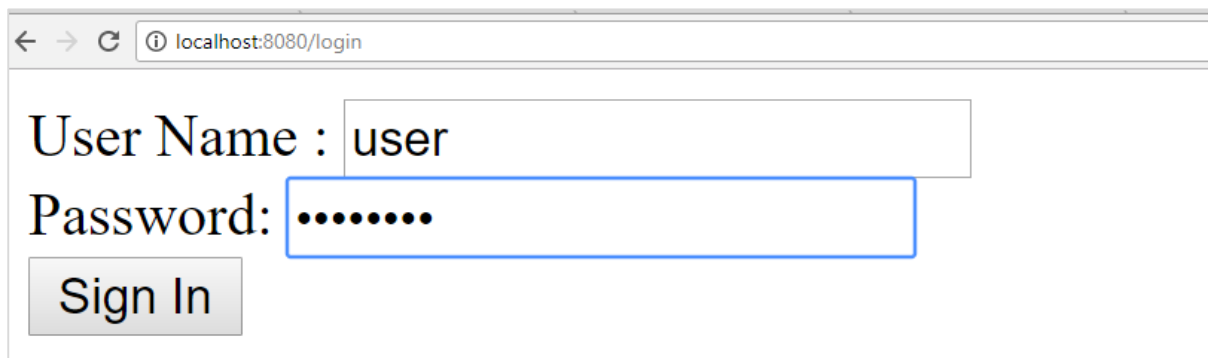 localhost:8080/login
User Name : user
Password: ••••••••
Sign In